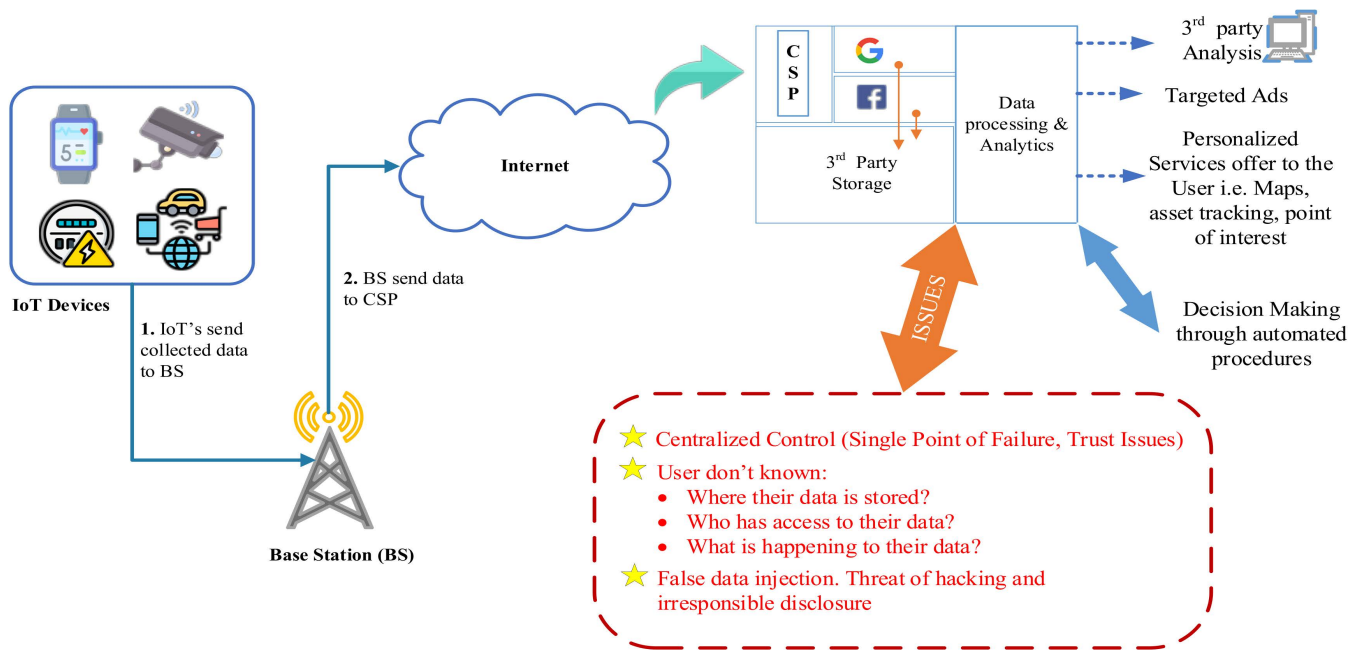 IoT Devices
1. IoT's send
collected data
to BS
Base Station (BS)
2. BS send data
to CSP
Internet
C
S
P
G
f
3rd Party
Storage
Data
processing &
Analytics
3rd party
Analysis
Targeted Ads
Personalized
Services offer to the
User i.e. Maps,
asset tracking, point
of interest
Decision Making
through automated
procedures
ISSUES
Centralized Control (Single Point of Failure, Trust Issues)
User don't known:
• Where their data is stored?
• Who has access to their data?
• What is happening to their data?
False data injection. Threat of hacking and
irresponsible disclosure
5